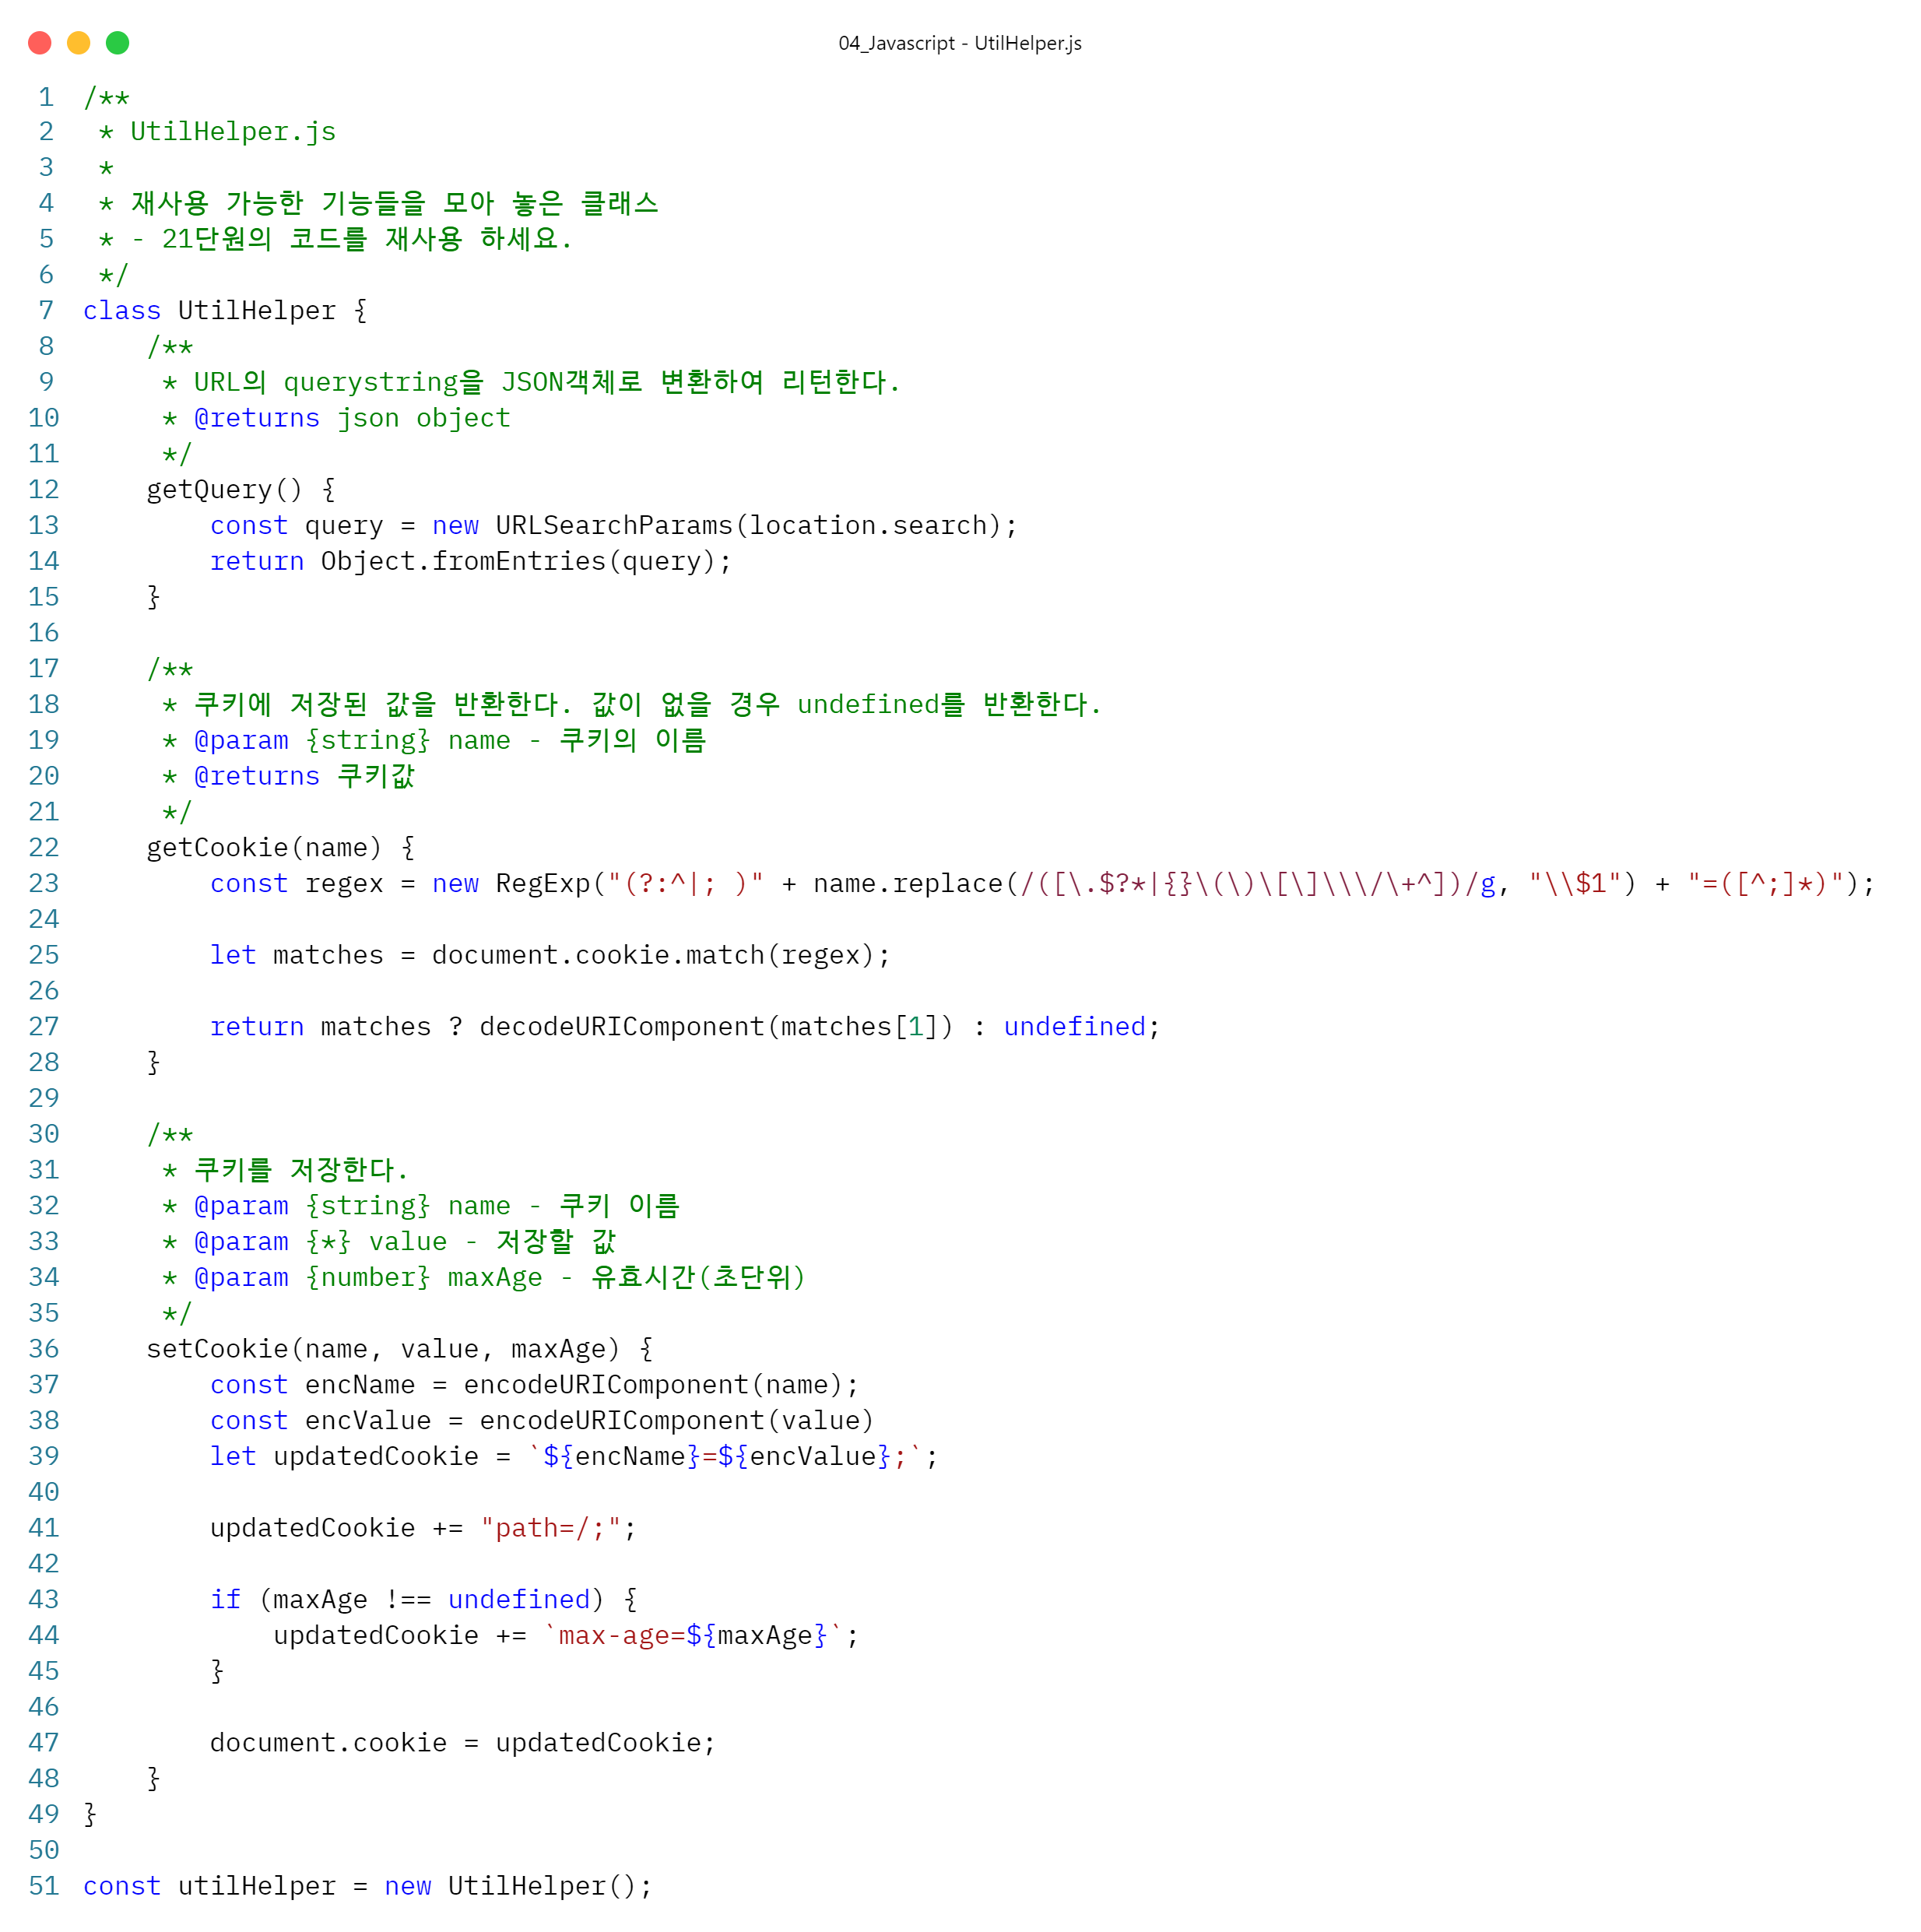 04_Javascript - UtilHelper.js
1 /**
2  * UtilHelper.js
3  *
4  * 재사용 가능한 기능들을 모아 놓은 클래스
5  * - 21단원의 코드를 재사용 하세요.
6  */
7 class UtilHelper {
8     /**
9      * URL의 querystring을 JSON객체로 변환하여 리턴한다.
10      * @returns json object
11      */
12     getQuery() {
13         const query = new URLSearchParams(location.search);
14         return Object.fromEntries(query);
15     }
16
17     /**
18      * 쿠키에 저장된 값을 반환한다. 값이 없을 경우 undefined를 반환한다.
19      * @param {string} name - 쿠키의 이름
20      * @returns 쿠키값
21      */
22     getCookie(name) {
23         const regex = new RegExp("(?:^|; )" + name.replace(/([\.$?*|{}\(\)\[\]\\\/\+^])/g, "\\$1") + "=([^;]*)");
24
25         let matches = document.cookie.match(regex);
26
27         return matches ? decodeURIComponent(matches[1]) : undefined;
28     }
29
30     /**
31      * 쿠키를 저장한다.
32      * @param {string} name - 쿠키 이름
33      * @param {*} value - 저장할 값
34      * @param {number} maxAge - 유효시간(초단위)
35      */
36     setCookie(name, value, maxAge) {
37         const encName = encodeURIComponent(name);
38         const encValue = encodeURIComponent(value)
39         let updatedCookie = `${encName}=${encValue};`;
40
41         updatedCookie += "path=/;";
42
43         if (maxAge !== undefined) {
44             updatedCookie += `max-age=${maxAge}`;
45         }
46
47         document.cookie = updatedCookie;
48     }
49 }
50
51 const utilHelper = new UtilHelper();